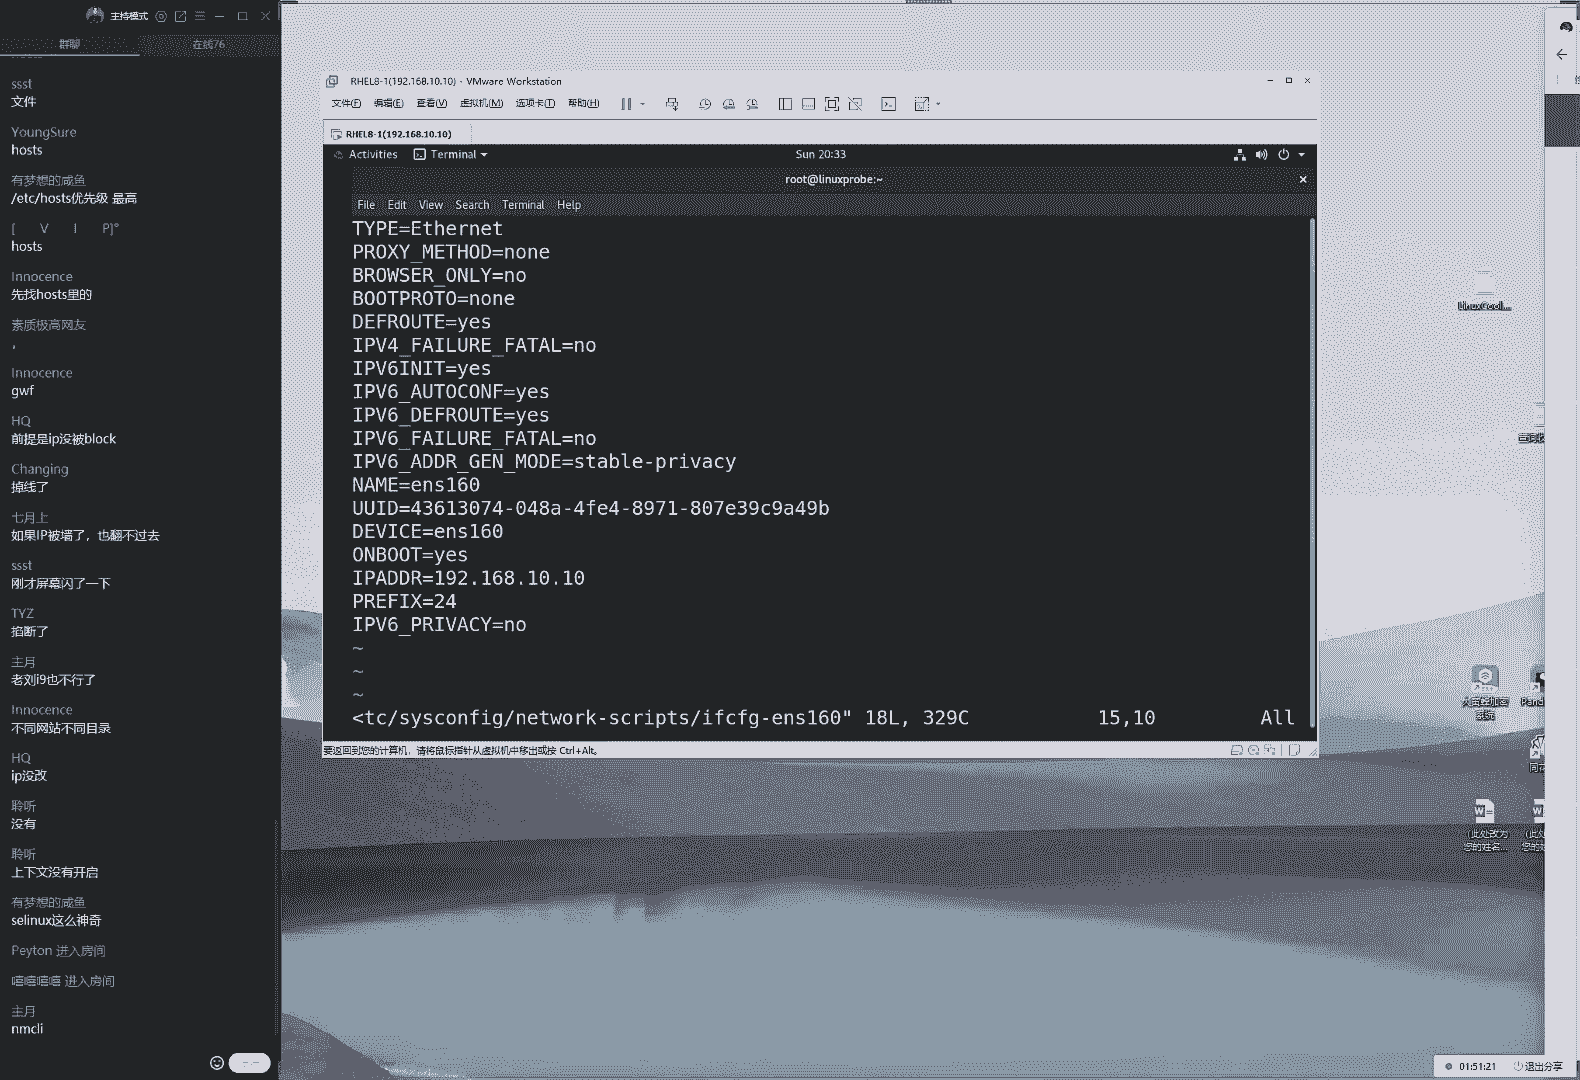 主持模式
群聊
在线76
ssst
文件
YoungSure
hosts
有梦想的咸鱼
/etc/hosts优先级 最高
[ V I P]°
hosts
Innocence
先找hosts里的
素质极高网友
,
Innocence
gwf
HQ
前提是ip没被block
Changing
掉线了
七月上
如果IP被墙了，也翻不过去
ssst
刚才屏幕闪了一下
TYZ
掐断了
主月
老刘i9也不行了
Innocence
不同网站不同目录
HQ
ip没改
聆听
没有
聆听
上下文没有开启
有梦想的咸鱼
selinux这么神奇
Peyton 进入房间
嘻嘻嘻嘻 进入房间
主月
nmcli
RHEL8-1(192.168.10.10) - VMware Workstation
文件(F) 编辑(E) 查看(V) 虚拟机(M) 选项卡(T) 帮助(H)
RHEL8-1(192.168.10.10)
Activities Terminal Sun 20:33
root@linuxprobe:~
File Edit View Search Terminal Help
TYPE=Ethernet
PROXY_METHOD=none
BROWSER_ONLY=no
BOOTPROTO=none
DEFROUTE=yes
IPV4_FAILURE_FATAL=no
IPV6INIT=yes
IPV6_AUTOCONF=yes
IPV6_DEFROUTE=yes
IPV6_FAILURE_FATAL=no
IPV6_ADDR_GEN_MODE=stable-privacy
NAME=ens160
UUID=43613074-048a-4fe4-8971-807e39c9a49b
DEVICE=ens160
ONBOOT=yes
IPADDR=192.168.10.10
PREFIX=24
IPV6_PRIVACY=no
~
~
~
<tc/sysconfig/network-scripts/ifcfg-ens160" 18L, 329C 15,10 All
要返回到您的计算机，请将鼠标指针从虚拟机中移出或按 Ctrl+Alt。
LinuxCool...
(此处改为
您的姓名...
01:51:21 退出分享